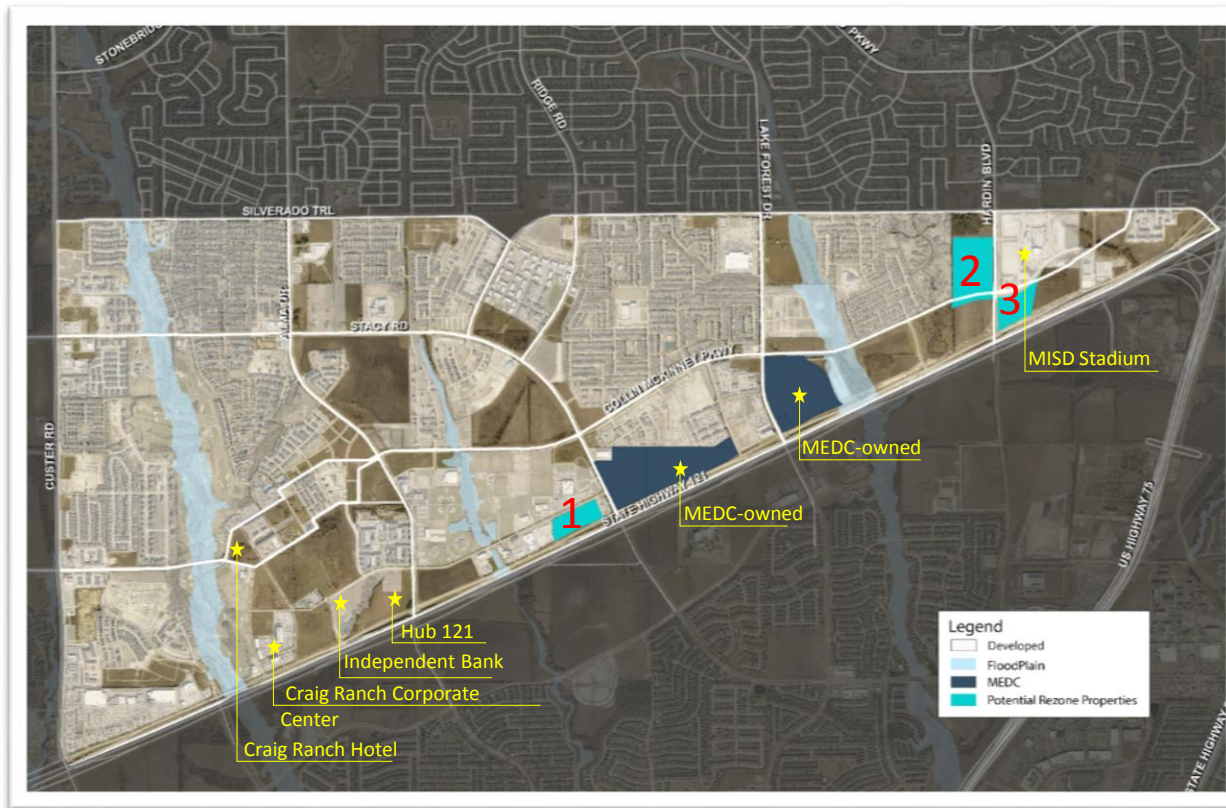 STONEBRIDG
PKWY
RIDGE RD
LAKE FOREST DR
HARDIN BLVD
SILVERADO TRL
ALMA DR
STACY RD
COLLIN MCKINNEY PKWY
CUSTER RD
STATE HIGHWAY 121
US HIGHWAY 75
STATE HIGHWAY
2
3
1
MISD Stadium
MEDC-owned
MEDC-owned
Hub 121
Independent Bank
Craig Ranch Corporate
Center
Craig Ranch Hotel
Legend
Developed
FloodPlain
MEDC
Potential Rezone Properties